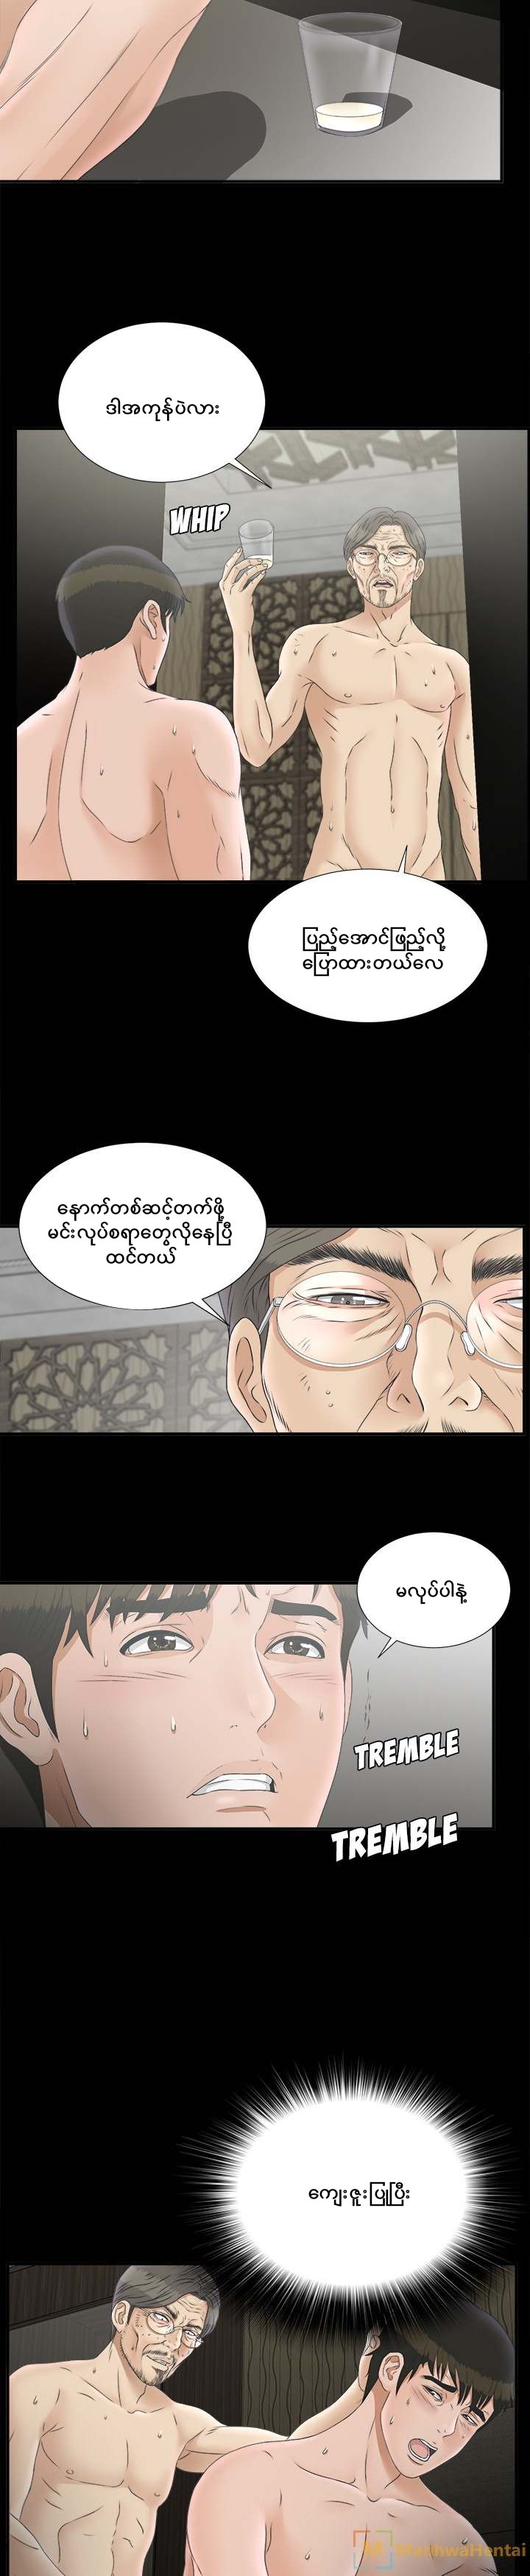 ဒါအကုန်ပဲလား
WHIP
ပြည့်အောင်ဖြည့်လို့
ပြောထားတယ်လေ
နောက်တစ်ဆင့်တက်ဖို့
မင်းလုပ်စရာတွေလိုနေပြီ
ထင်တယ်
မလုပ်ပါနဲ့
TREMBLE
TREMBLE
ကျေးဇူးပြုပြီး
ManhwaHentai